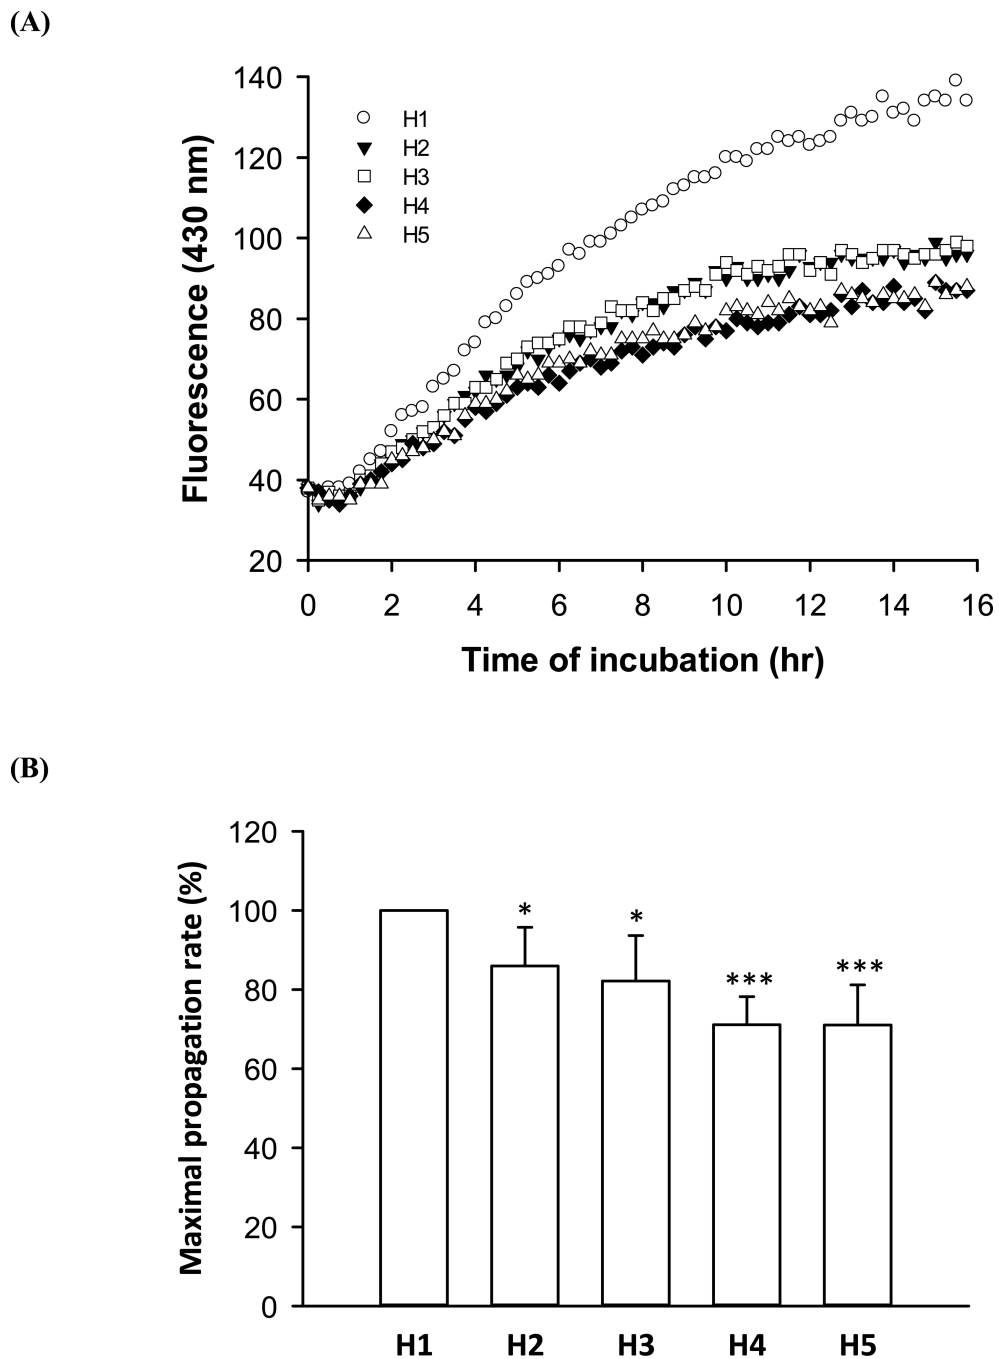 (A)
140
120
100
80
60
40
20
Fluorescence (430 nm)
H1
H2
H3
H4
H5
0 2 4 6 8 10 12 14 16
Time of incubation (hr)
(B)
120
100
80
60
40
20
0
Maximal propagation rate (%)
* * *** ***
H1 H2 H3 H4 H5